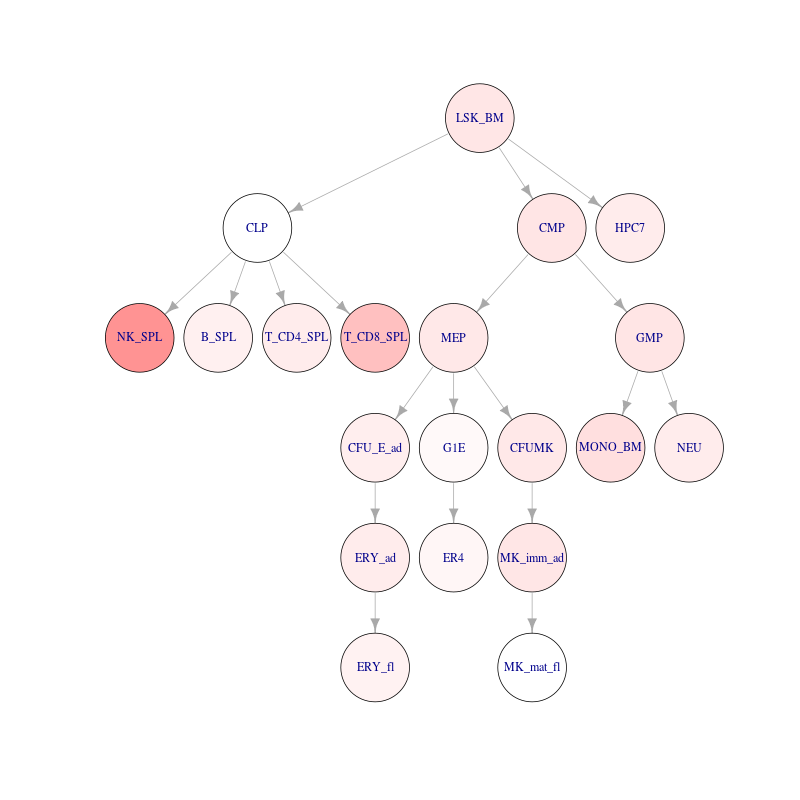 LSK_BM
CLP
CMP
HPC7
NK_SPL
B_SPL
T_CD4_SPL
T_CD8_SPL
MEP
GMP
CFU_E_ad
G1E
CFUMK
MONO_BM
NEU
ERY_ad
ER4
MK_imm_ad
ERY_fl
MK_mat_fl